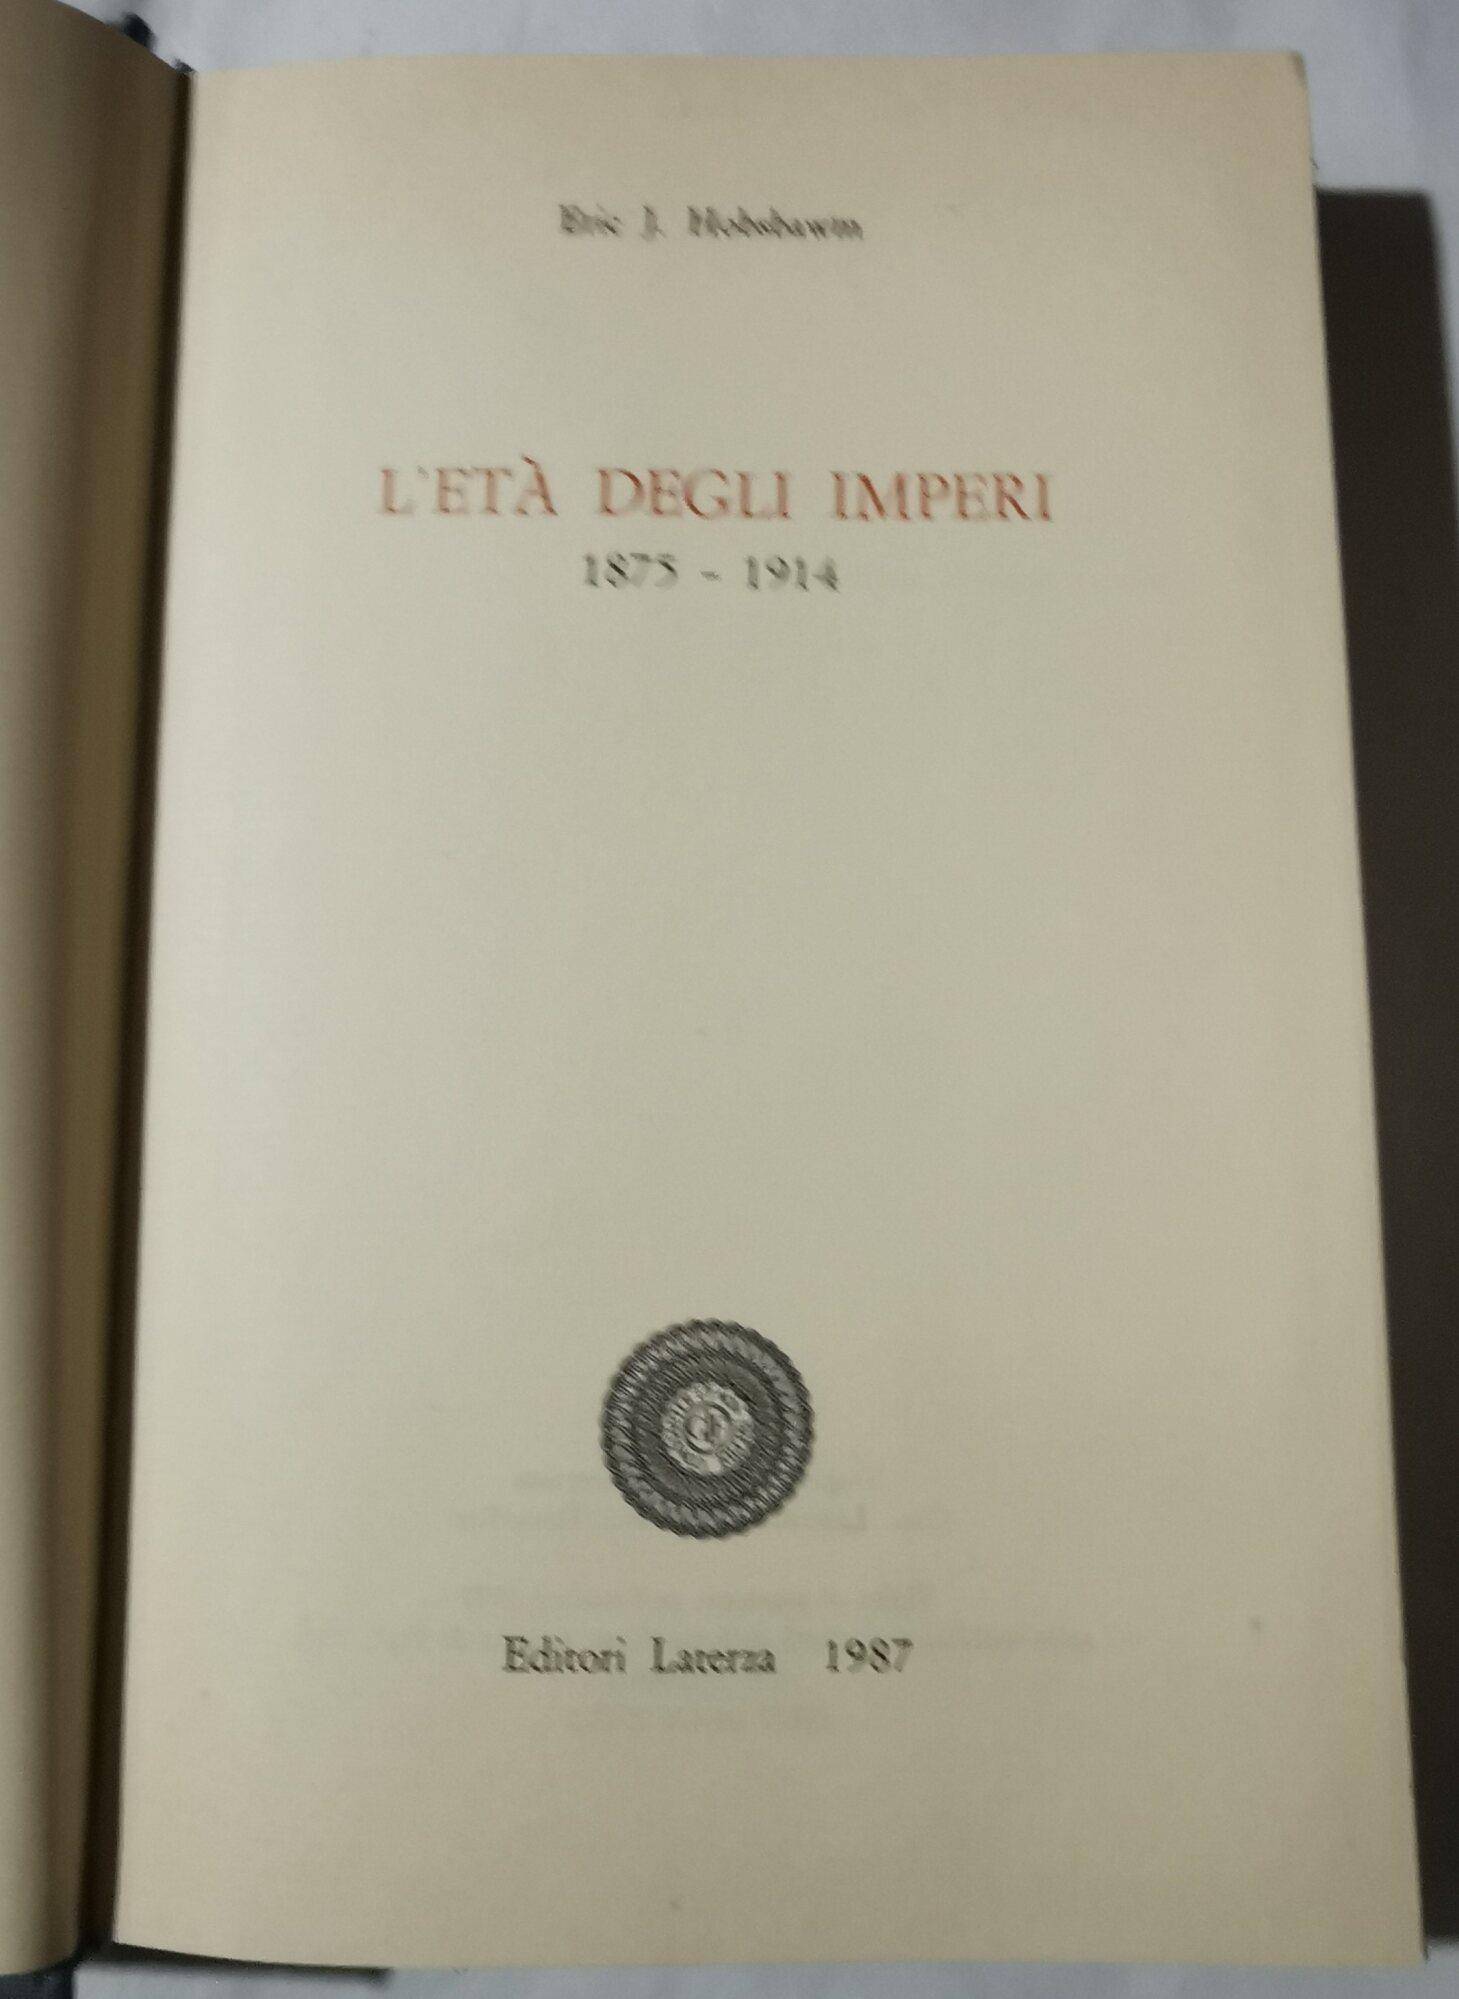 Eric J. Hobsbawm
L'ETÀ DEGLI IMPERI
1875 - 1914
Editori Laterza 1987